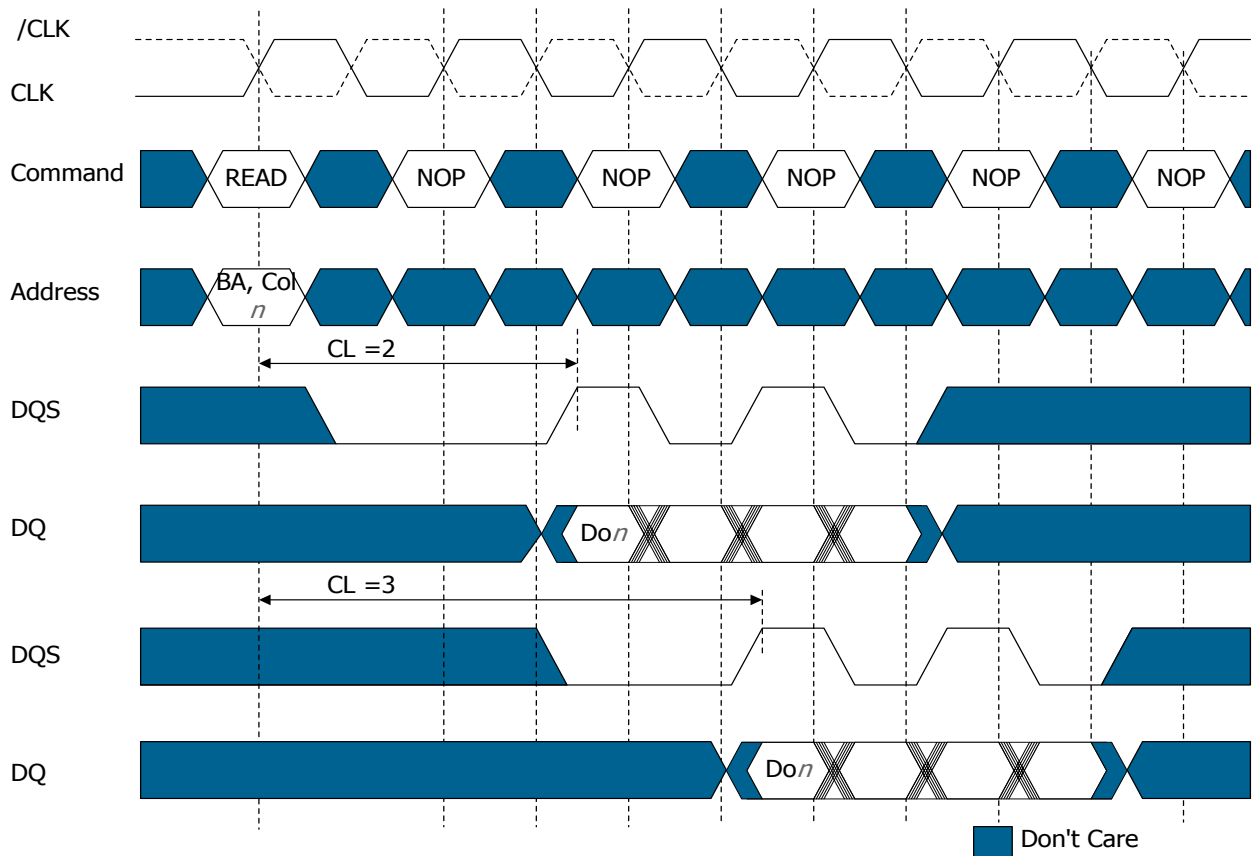 /CLK
CLK
Command
READ
NOP
NOP
NOP
NOP
NOP
Address
BA, Col
n
CL =2
DQS
DQ
Don
CL =3
DQS
DQ
Don
Don't Care